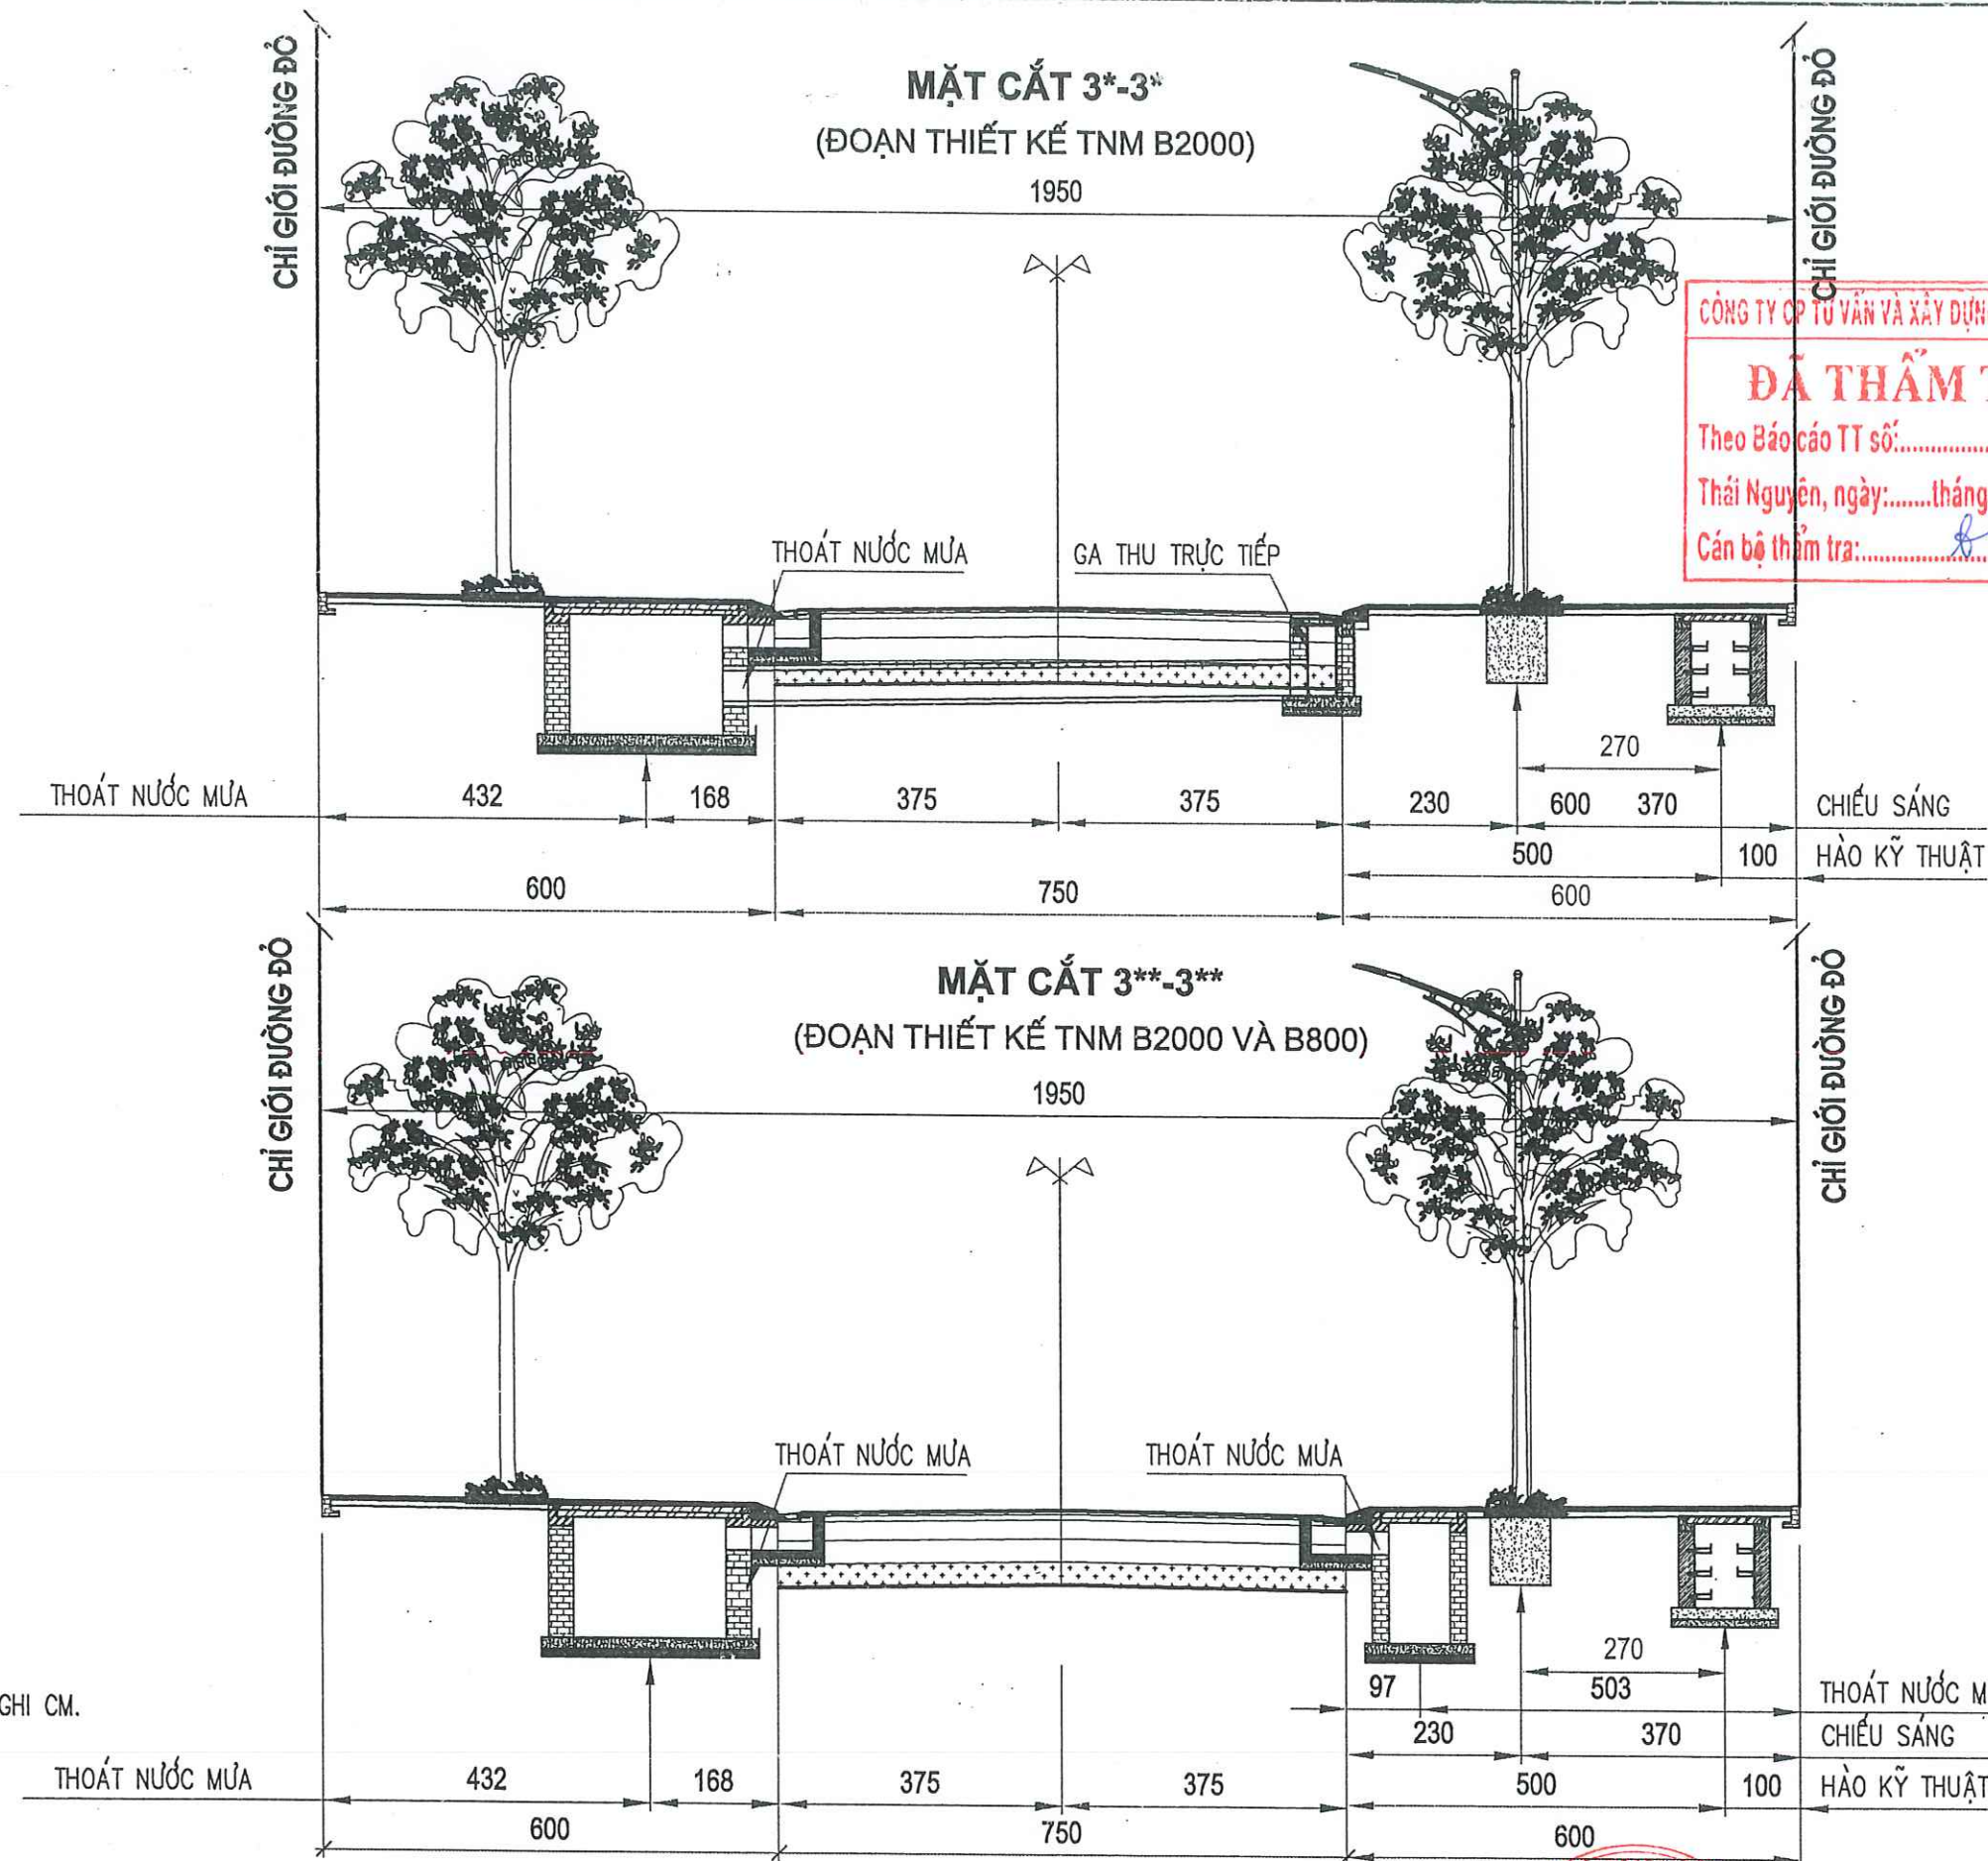 MẶT CẮT 3*-3*
(ĐOẠN THIẾT KẾ TNM B2000)
1950
CHỈ GIỚI ĐƯỜNG ĐỎ
CHỈ GIỚI ĐƯỜNG ĐỎ
CÔNG TY CP TƯ VẤN VÀ XÂY DỰN
ĐÃ THẨM T
Theo Báo cáo TT số:
Thái Nguyên, ngày:.......tháng
Cán bộ thẩm tra:
THOÁT NƯỚC MƯA
GA THU TRỰC TIẾP
270
THOÁT NƯỚC MƯA 432 168 375 375 230 600 370 CHIẾU SÁNG
500 100 HÀO KỸ THUẬT
600 750 600
CHỈ GIỚI ĐƯỜNG ĐỎ
CHỈ GIỚI ĐƯỜNG ĐỎ
MẶT CẮT 3**-3**
(ĐOẠN THIẾT KẾ TNM B2000 VÀ B800)
1950
THOÁT NƯỚC MƯA
THOÁT NƯỚC MƯA
270
97 503 THOÁT NƯỚC M
GHI CM.
230 370 CHIẾU SÁNG
THOÁT NƯỚC MƯA 432 168 375 375 500 100 HÀO KỸ THUẬT
600 750 600